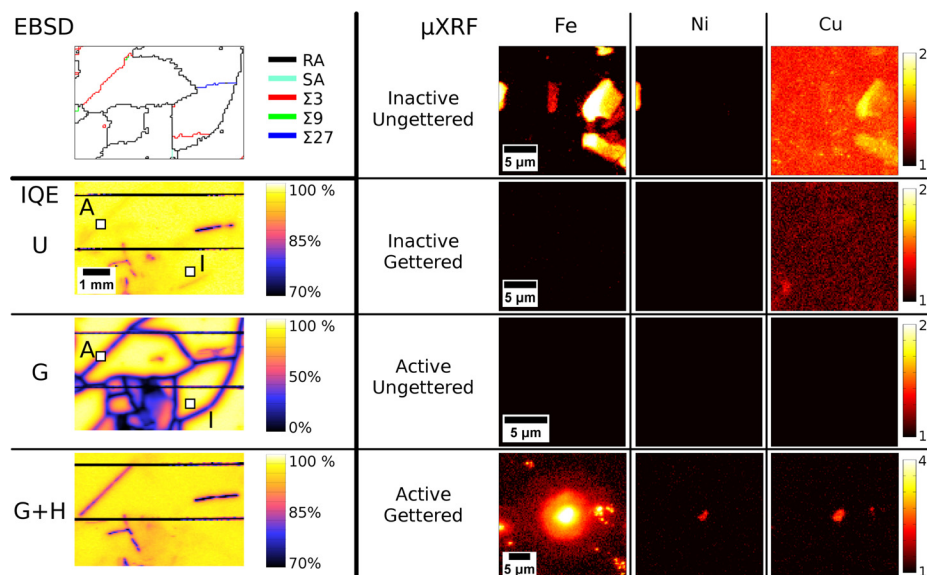 EBSD
RA
SA
Σ3
Σ9
Σ27
µXRF
Fe
Ni
Cu
Inactive
Ungettered
5 µm
2
1
IQE
U
A
I
1 mm
100 %
85%
70%
Inactive
Gettered
5 µm
2
1
G
A
I
100 %
50%
0%
Active
Ungettered
5 µm
2
1
G+H
100 %
85%
70%
Active
Gettered
5 µm
4
1